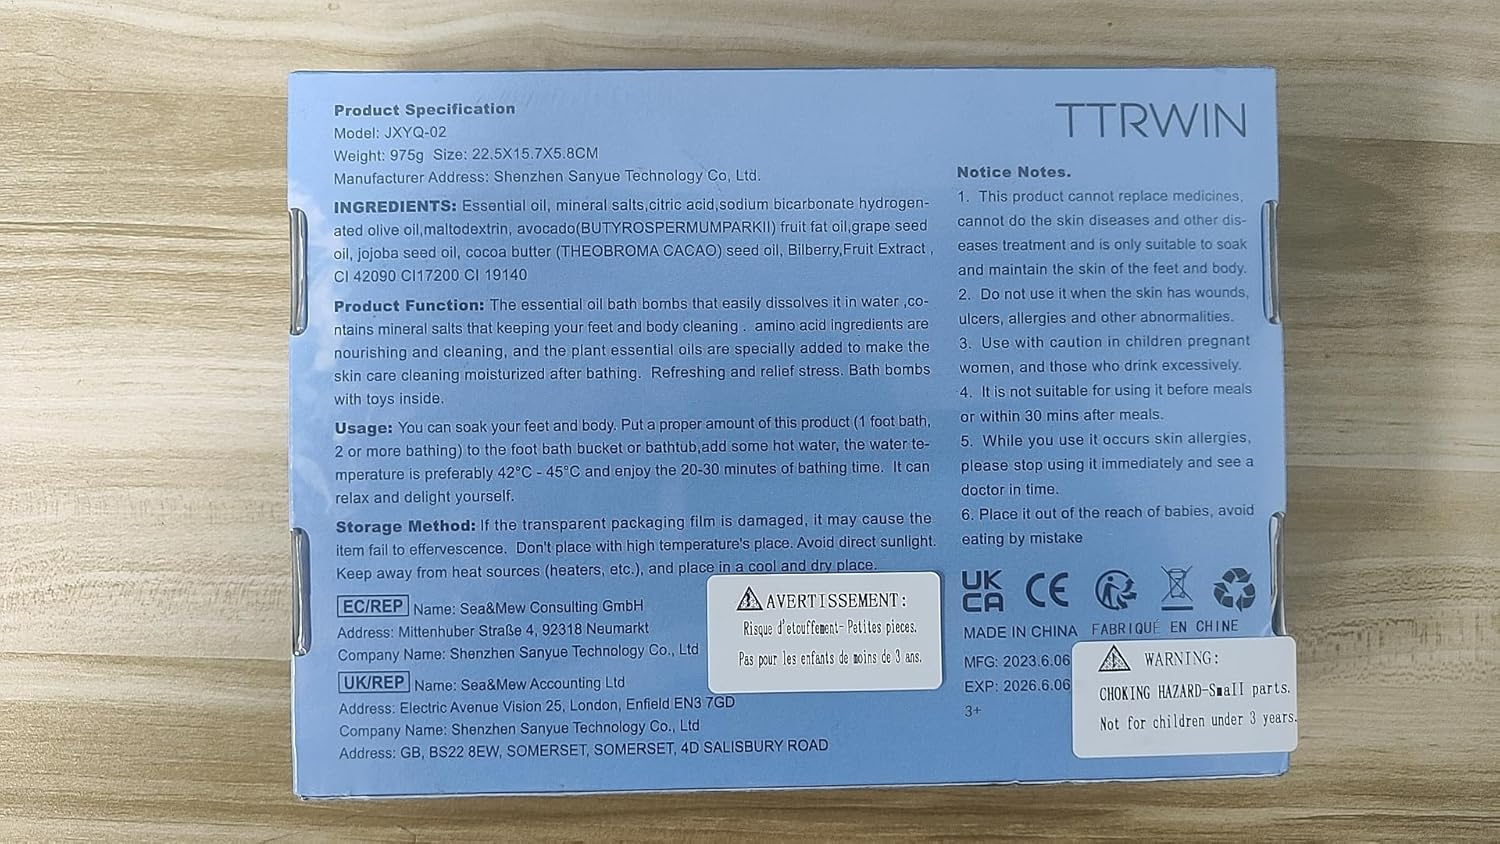 Product Specification
Model: JXYQ-02
Weight: 975g Size: 22.5X15.7X5.8CM
Manufacturer Address: Shenzhen Sanyue Technology Co, Ltd.
INGREDIENTS: Essential oil, mineral salts,citric acid,sodium bicarbonate hydrogen-
ated olive oil,maltodextrin, avocado(BUTYROSPERMUMPARKII) fruit fat oil,grape seed
oil, jojoba seed oil, cocoa butter (THEOBROMA CACAO) seed oil, Bilberry,Fruit Extract ,
CI 42090 CI17200 CI 19140
Product Function: The essential oil bath bombs that easily dissolves it in water ,co-
ntains mineral salts that keeping your feet and body cleaning . amino acid ingredients are
nourishing and cleaning, and the plant essential oils are specially added to make the
skin care cleaning moisturized after bathing. Refreshing and relief stress. Bath bombs
with toys inside.
Usage: You can soak your feet and body. Put a proper amount of this product (1 foot bath,
2 or more bathing) to the foot bath bucket or bathtub,add some hot water, the water te-
mperature is preferably 42°C - 45°C and enjoy the 20-30 minutes of bathing time. It can
relax and delight yourself.
Storage Method: If the transparent packaging film is damaged, it may cause the
item fail to effervescence. Don't place with high temperature's place. Avoid direct sunlight.
Keep away from heat sources (heaters, etc.), and place in a cool and dry place.
EC/REP Name: Sea&Mew Consulting GmbH
Address: Mittenhuber Straße 4, 92318 Neumarkt
Company Name: Shenzhen Sanyue Technology Co., Ltd
UK/REP Name: Sea&Mew Accounting Ltd
Address: Electric Avenue Vision 25, London, Enfield EN3 7GD
Company Name: Shenzhen Sanyue Technology Co., Ltd
Address: GB, BS22 8EW, SOMERSET, SOMERSET, 4D SALISBURY ROAD
AVERTISSEMENT:
Risque d'etouffement- Petites pieces.
Pas pour les enfants de moins de 3 ans.
TTRWIN
Notice Notes.
1. This product cannot replace medicines,
cannot do the skin diseases and other dis-
eases treatment and is only suitable to soak
and maintain the skin of the feet and body.
2. Do not use it when the skin has wounds,
ulcers, allergies and other abnormalities.
3. Use with caution in children pregnant
women, and those who drink excessively.
4. It is not suitable for using it before meals
or within 30 mins after meals.
5. While you use it occurs skin allergies,
please stop using it immediately and see a
doctor in time.
6. Place it out of the reach of babies, avoid
eating by mistake
UK CA CE
MADE IN CHINA FABRIQUÉ EN CHINE
MFG: 2023.6.06
EXP: 2026.6.06
3+
WARNING:
CHOKING HAZARD-Small parts.
Not for children under 3 years.